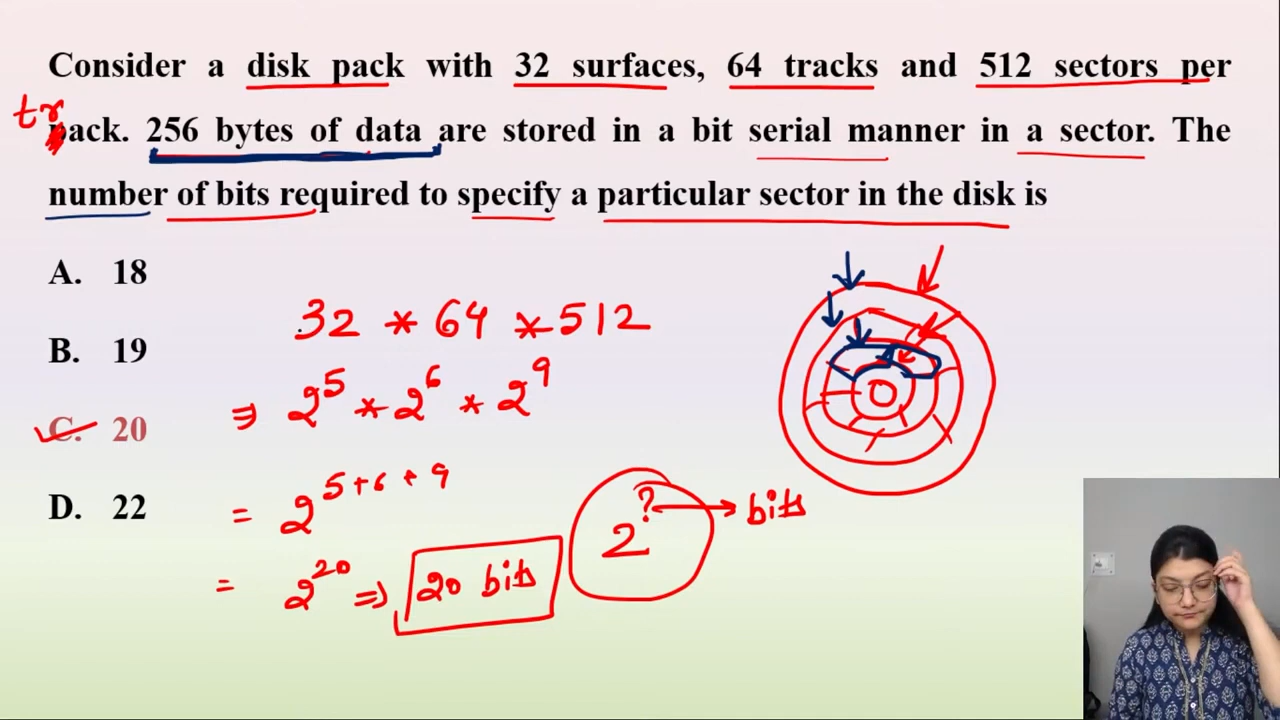 Consider a disk pack with 32 surfaces, 64 tracks and 512 sectors per
tr
pack. 256 bytes of data are stored in a bit serial manner in a sector. The
number of bits required to specify a particular sector in the disk is
A. 18
B. 19
C. 20
D. 22
32 * 64 * 512
⇒ 2^5 * 2^6 * 2^9
= 2^5+6+9
= 2^20 ⇒ 20 bits
2^? → bits